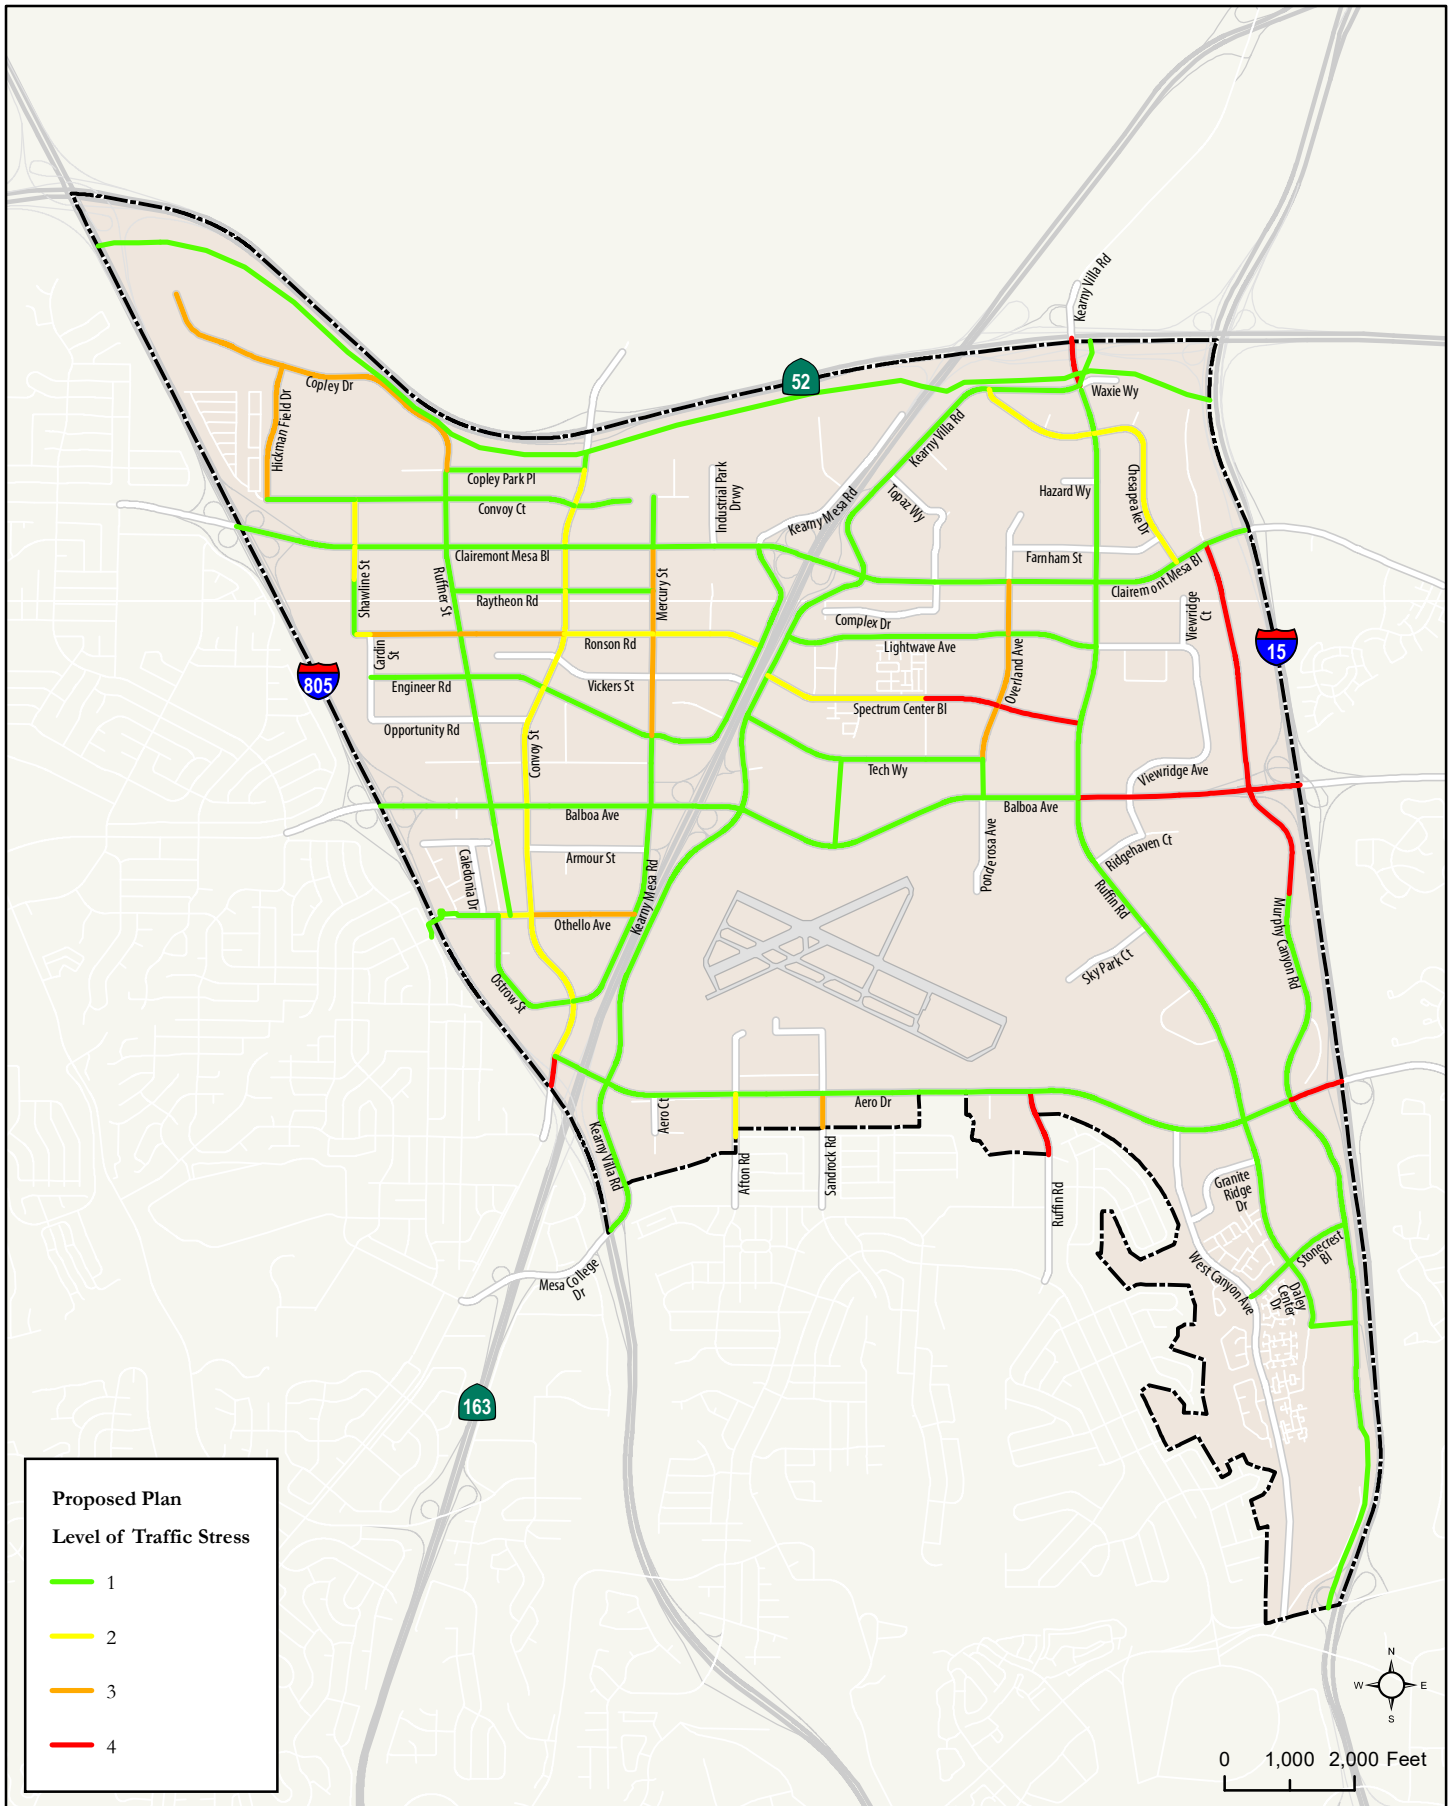 Kearny Villa Rd
52
Copley Dr
Hickman Field Dr
Waxie Wy
Kearny Villa Rd
Copley Park Pl
Convoy Ct
Industrial Park
Drwy
Kearny Mesa Rd
Topaz Wy
Hazard Wy
Chesapeake Dr
Clairemont Mesa Bl
Farnham St
Clairemont Mesa Bl
Shawline St
Ruffner St
Raytheon Rd
Mercury St
Complex Dr
Viewridge
Ct
Cardin
St
Ronson Rd
Lightwave Ave
Overland Ave
15
805
Engineer Rd
Vickers St
Spectrum Center Bl
Opportunity Rd
Convoy St
Tech Wy
Viewridge Ave
Balboa Ave
Balboa Ave
Armour St
Caledonia Dr
Ponderosa Ave
Ridgehaven Ct
Kearny Mesa Rd
Ruffin Rd
Othello Ave
Murphy Canyon Rd
Sky Park Ct
Ostrow St
Aero Ct
Aero Dr
Kearny Villa Rd
Afton Rd
Sandrock Rd
Ruffin Rd
Granite
Ridge
Dr
Stonecrest
Bl
West Canyon Ave
Daley
Center
Dr
Mesa College
Dr
163
Proposed Plan
Level of Traffic Stress
1
2
3
4
N
W E
S
0 1,000 2,000 Feet